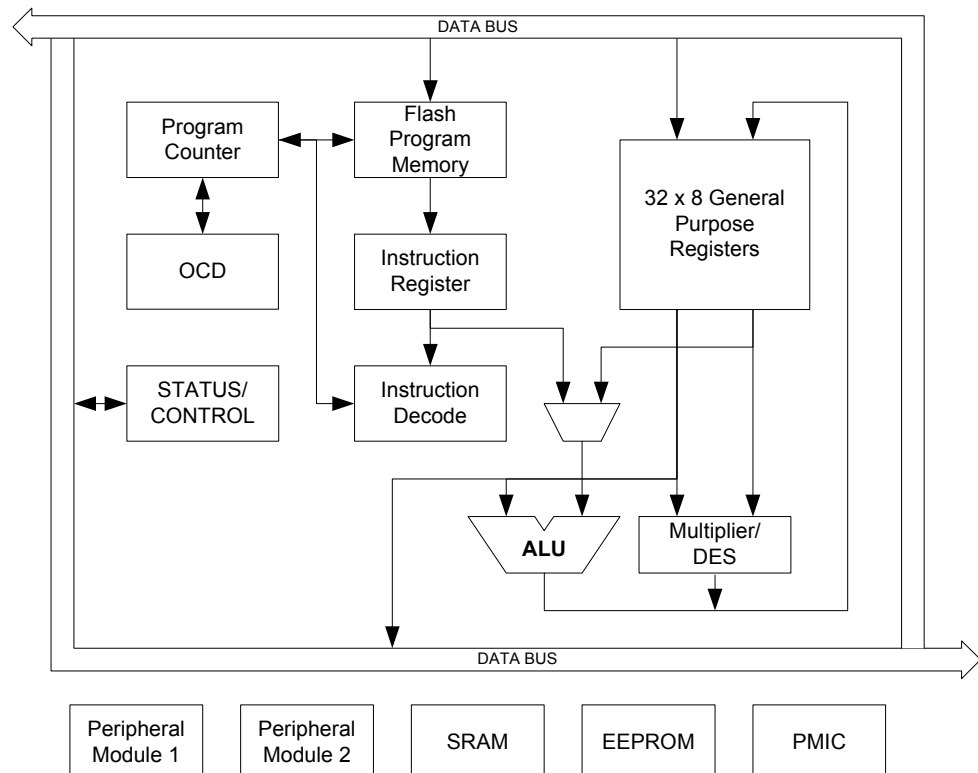 DATA BUS
Program
Counter
Flash
Program
Memory
32 x 8 General
Purpose
Registers
OCD
Instruction
Register
STATUS/
CONTROL
Instruction
Decode
ALU
Multiplier/
DES
DATA BUS
Peripheral
Module 1
Peripheral
Module 2
SRAM
EEPROM
PMIC